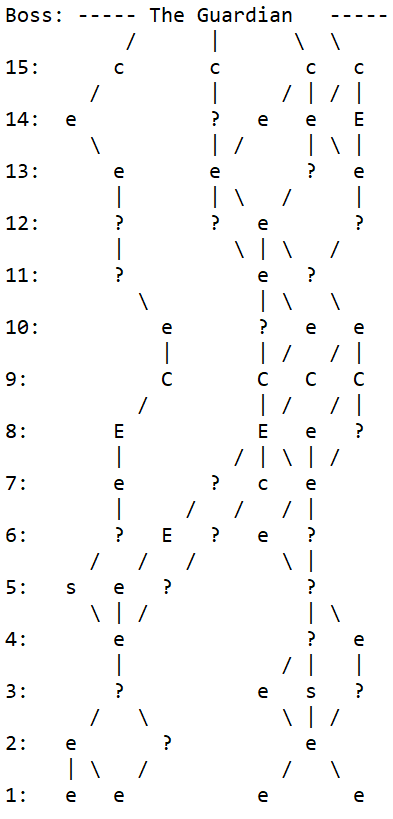 Boss: ----- The Guardian   -----
          /      |      \  \
15:      c       c       c   c
       /         |     / | / |
14:  e           ?   e   e   E
       \         | /     | \ |
13:      e       e       ?   e
         |       | \   /     |
12:      ?       ?   e       ?
         |         \ | \   /
11:      ?           e   ?
           \         | \   \
10:          e       ?   e   e
             |       | /   / |
9:           C       C   C   C
           /         | /   / |
8:       E           E   e   ?
         |         / | \ | /
7:       e       ?   c   e
         |     /   /   / |
6:       ?   E   ?   e   ?
       /   /   /       \ |
5:   s   e   ?           ?
       \ | /             | \
4:       e               ?   e
         |             / |   |
3:       ?           e   s   ?
       /   \           \ | /
2:   e       ?           e
     | \   /           /   \
1:   e   e           e       e